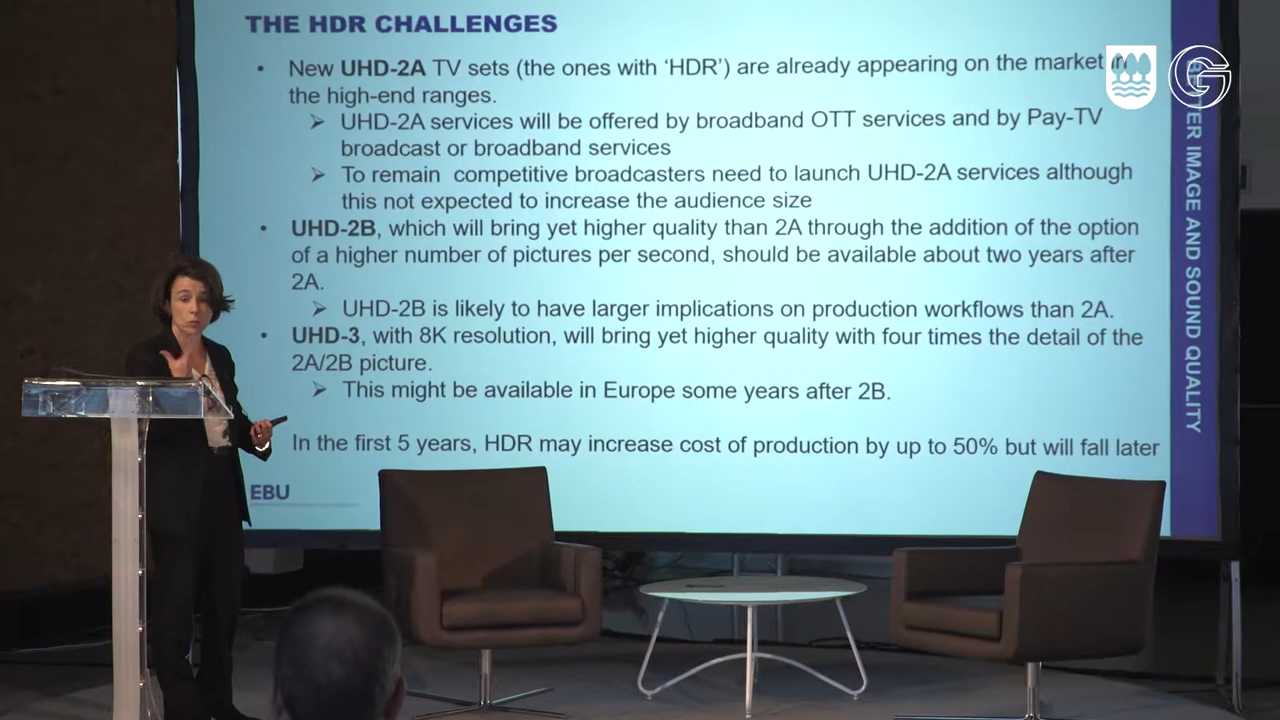 THE HDR CHALLENGES
• New UHD-2A TV sets (the ones with ‘HDR’) are already appearing on the market in
the high-end ranges.
➢ UHD-2A services will be offered by broadband OTT services and by Pay-TV
broadcast or broadband services
➢ To remain competitive broadcasters need to launch UHD-2A services although
this not expected to increase the audience size
• UHD-2B, which will bring yet higher quality than 2A through the addition of the option
of a higher number of pictures per second, should be available about two years after
2A.
➢ UHD-2B is likely to have larger implications on production workflows than 2A.
• UHD-3, with 8K resolution, will bring yet higher quality with four times the detail of the
2A/2B picture.
➢ This might be available in Europe some years after 2B.
In the first 5 years, HDR may increase cost of production by up to 50% but will fall later
EBU
BETTER IMAGE AND SOUND QUALITY
G